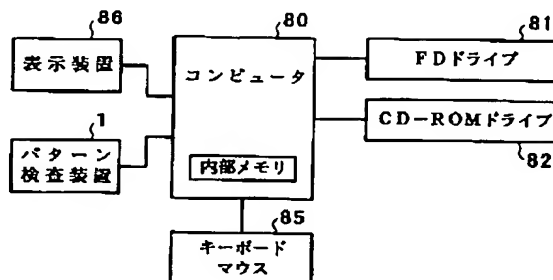 86
表示装置
1
パターン
検査装置
80
コンピュータ
内部メモリ
81
FDドライブ
CD-ROMドライブ
82
85
キーボード
マウス